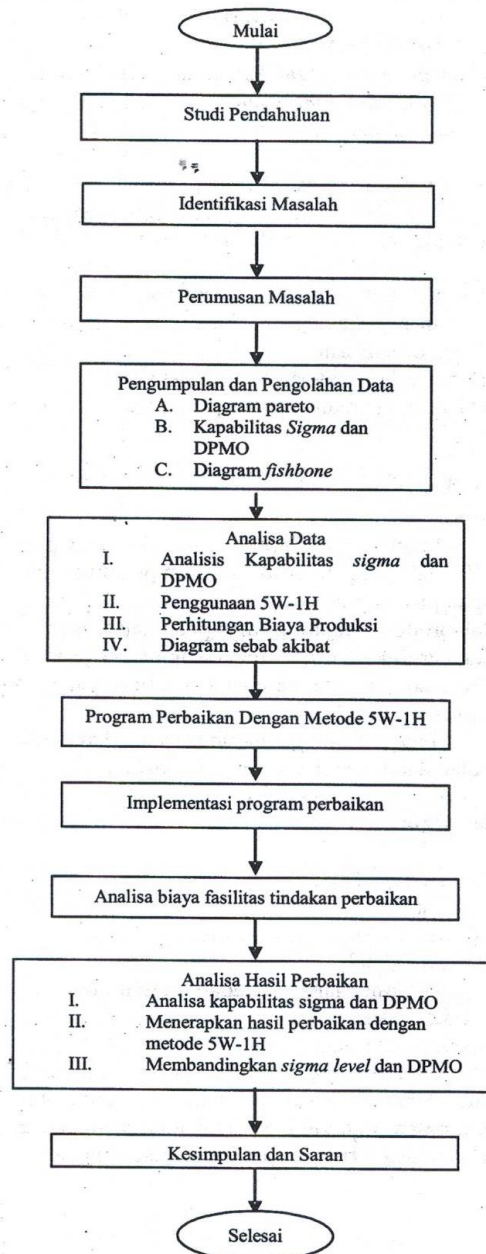 Mulai
Studi Pendahuluan
Identifikasi Masalah
Perumusan Masalah
Pengumpulan dan Pengolahan Data
A. Diagram pareto
B. Kapabilitas Sigma dan
DPMO
C. Diagram fishbone
Analisa Data
I. Analisis Kapabilitas sigma dan
DPMO
II. Penggunaan 5W-1H
III. Perhitungan Biaya Produksi
IV. Diagram sebab akibat
Program Perbaikan Dengan Metode 5W-1H
Implementasi program perbaikan
Analisa biaya fasilitas tindakan perbaikan
Analisa Hasil Perbaikan
I. Analisa kapabilitas sigma dan DPMO
II. Menerapkan hasil perbaikan dengan
metode 5W-1H
III. Membandingkan sigma level dan DPMO
Kesimpulan dan Saran
Selesai